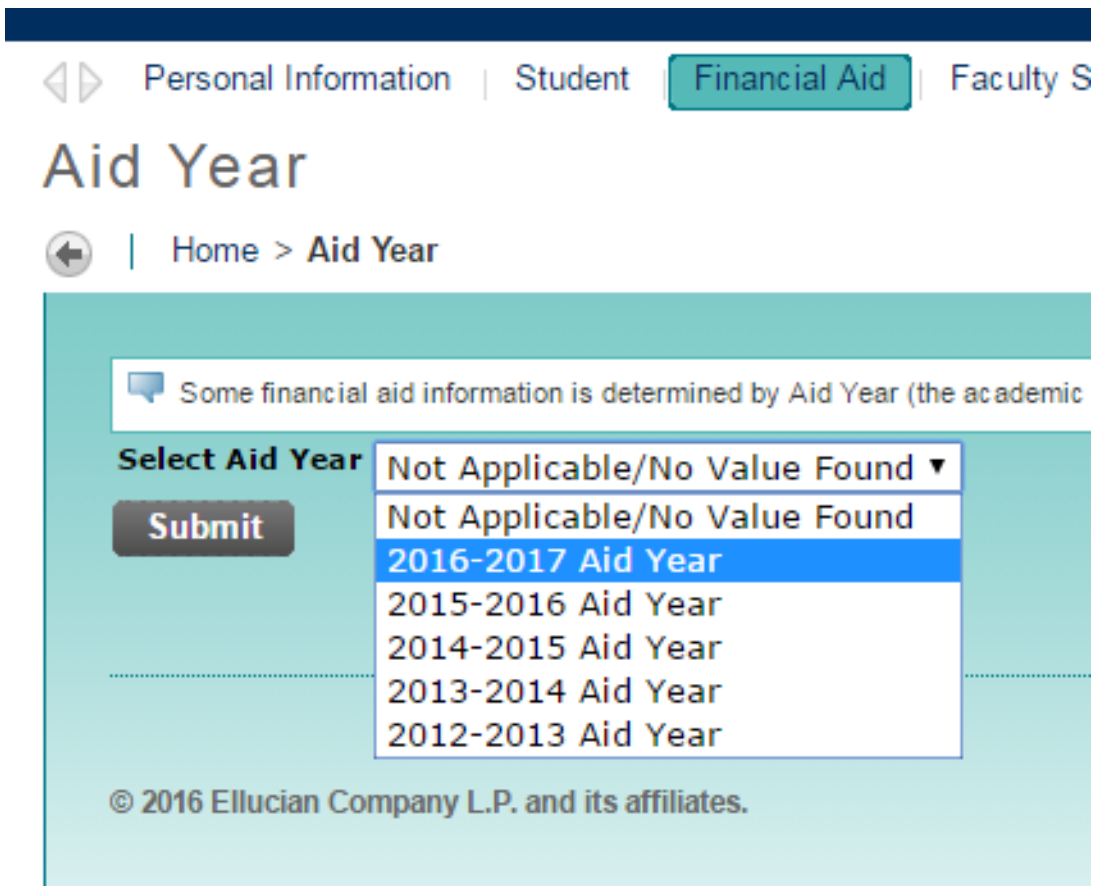 Personal Information | Student | Financial Aid | Faculty S
Aid Year
| Home > Aid Year
Some financial aid information is determined by Aid Year (the academic
Select Aid Year Not Applicable/No Value Found ▼
Submit
Not Applicable/No Value Found
2016-2017 Aid Year
2015-2016 Aid Year
2014-2015 Aid Year
2013-2014 Aid Year
2012-2013 Aid Year
© 2016 Ellucian Company L.P. and its affiliates.